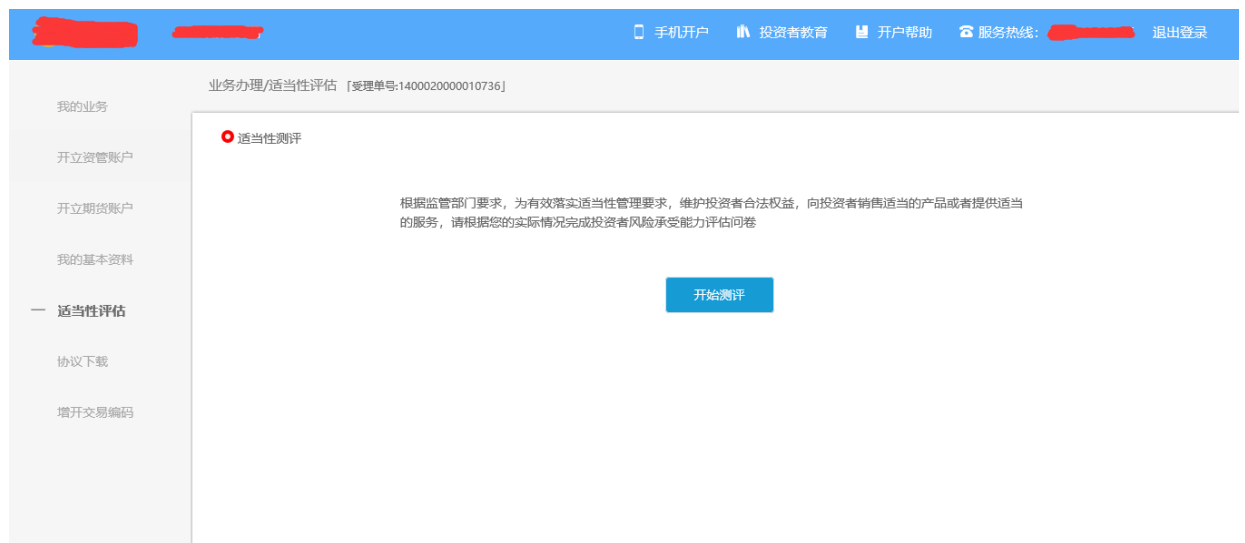 手机开户 投资者教育 开户帮助 服务热线: 退出登录
业务办理/适当性评估「受理单号:1400020000010736」
我的业务
适当性测评
开立资管账户
开立期货账户
根据监管部门要求，为有效落实适当性管理要求，维护投资者合法权益，向投资者销售适当的产品或者提供适当
的服务，请根据您的实际情况完成投资者风险承受能力评估问卷
我的基本资料
开始测评
一 适当性评估
协议下载
增开交易编码